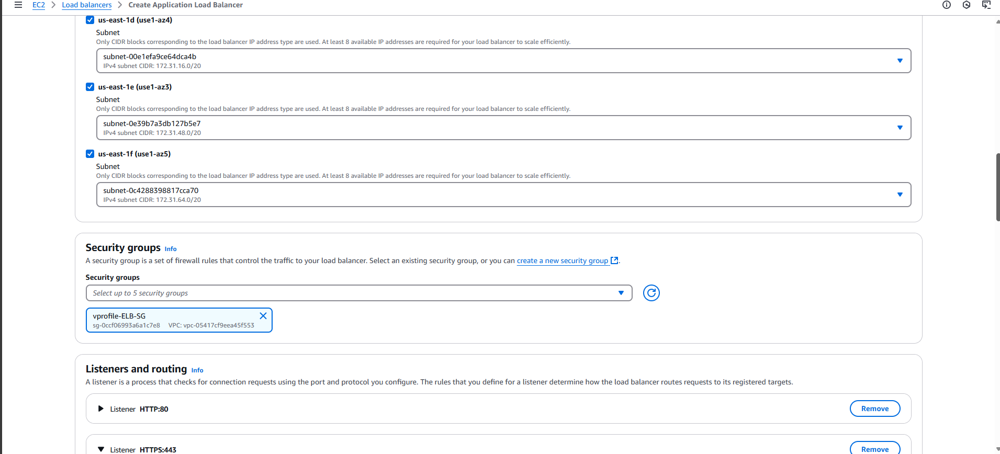 EC2 > Load balancers > Create Application Load Balancer
us-east-1d (use1-az4)
Subnet
Only CIDR blocks corresponding to the load balancer IP address type are used. At least 8 available IP addresses are required for your load balancer to scale efficiently.
subnet-00e1efa9ce64dca4b
IPv4 subnet CIDR: 172.31.16.0/20
us-east-1e (use1-az3)
Subnet
Only CIDR blocks corresponding to the load balancer IP address type are used. At least 8 available IP addresses are required for your load balancer to scale efficiently.
subnet-0e39b7a3db127b5e7
IPv4 subnet CIDR: 172.31.48.0/20
us-east-1f (use1-az5)
Subnet
Only CIDR blocks corresponding to the load balancer IP address type are used. At least 8 available IP addresses are required for your load balancer to scale efficiently.
subnet-0c4288398817cca70
IPv4 subnet CIDR: 172.31.64.0/20
Security groups Info
A security group is a set of firewall rules that control the traffic to your load balancer. Select an existing security group, or you can create a new security group.
Security groups
Select up to 5 security groups
vprofile-ELB-SG
sg-0ccf06993a6a1c7e8 VPC: vpc-05417cf9eea45f553
Listeners and routing Info
A listener is a process that checks for connection requests using the port and protocol you configure. The rules that you define for a listener determine how the load balancer routes requests to its registered targets.
Listener HTTP:80 Remove
Listener HTTPS:443 Remove